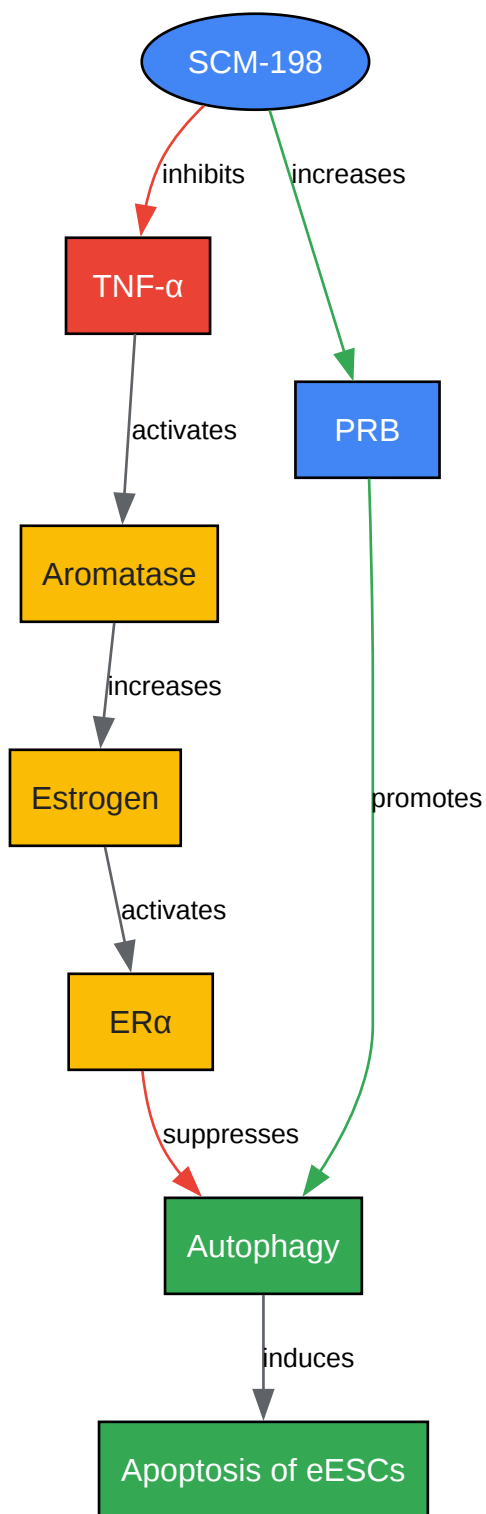 SCM-198
inhibits
increases
TNF-α
PRB
activates
Aromatase
increases
Estrogen
promotes
activates
ERα
suppresses
Autophagy
induces
Apoptosis of eESCs